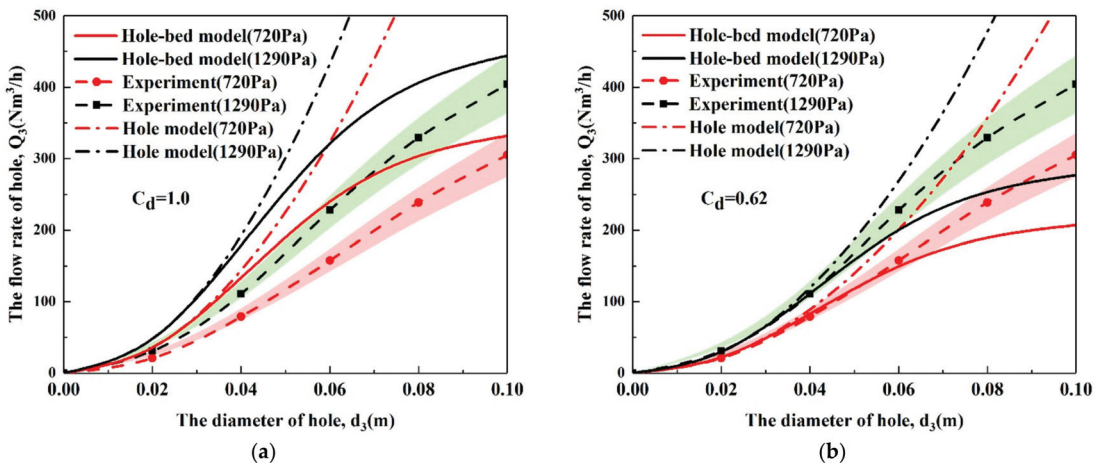 500
400
300
200
100
0
The flow rate of hole, Q₃(Nm³/h)
Hole-bed model(720Pa)
Hole-bed model(1290Pa)
Experiment(720Pa)
Experiment(1290Pa)
Hole model(720Pa)
Hole model(1290Pa)
C_d=1.0
0.00 0.02 0.04 0.06 0.08 0.10
The diameter of hole, d₃(m)
(a)
500
400
300
200
100
0
The flow rate of hole, Q₃(Nm³/h)
Hole-bed model(720Pa)
Hole-bed model(1290Pa)
Experiment(720Pa)
Experiment(1290Pa)
Hole model(720Pa)
Hole model(1290Pa)
C_d=0.62
0.00 0.02 0.04 0.06 0.08 0.10
The diameter of hole, d₃(m)
(b)